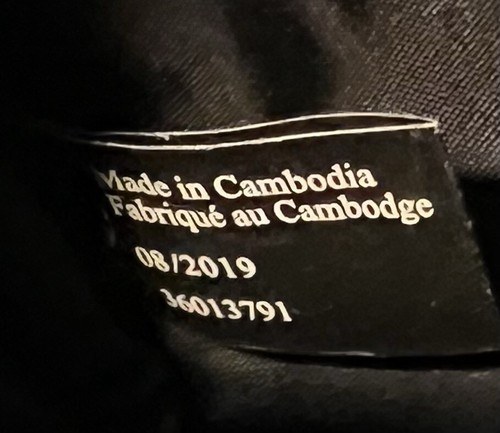 Made in Cambodia
Fabriqué au Cambodge
08/2019
36013791